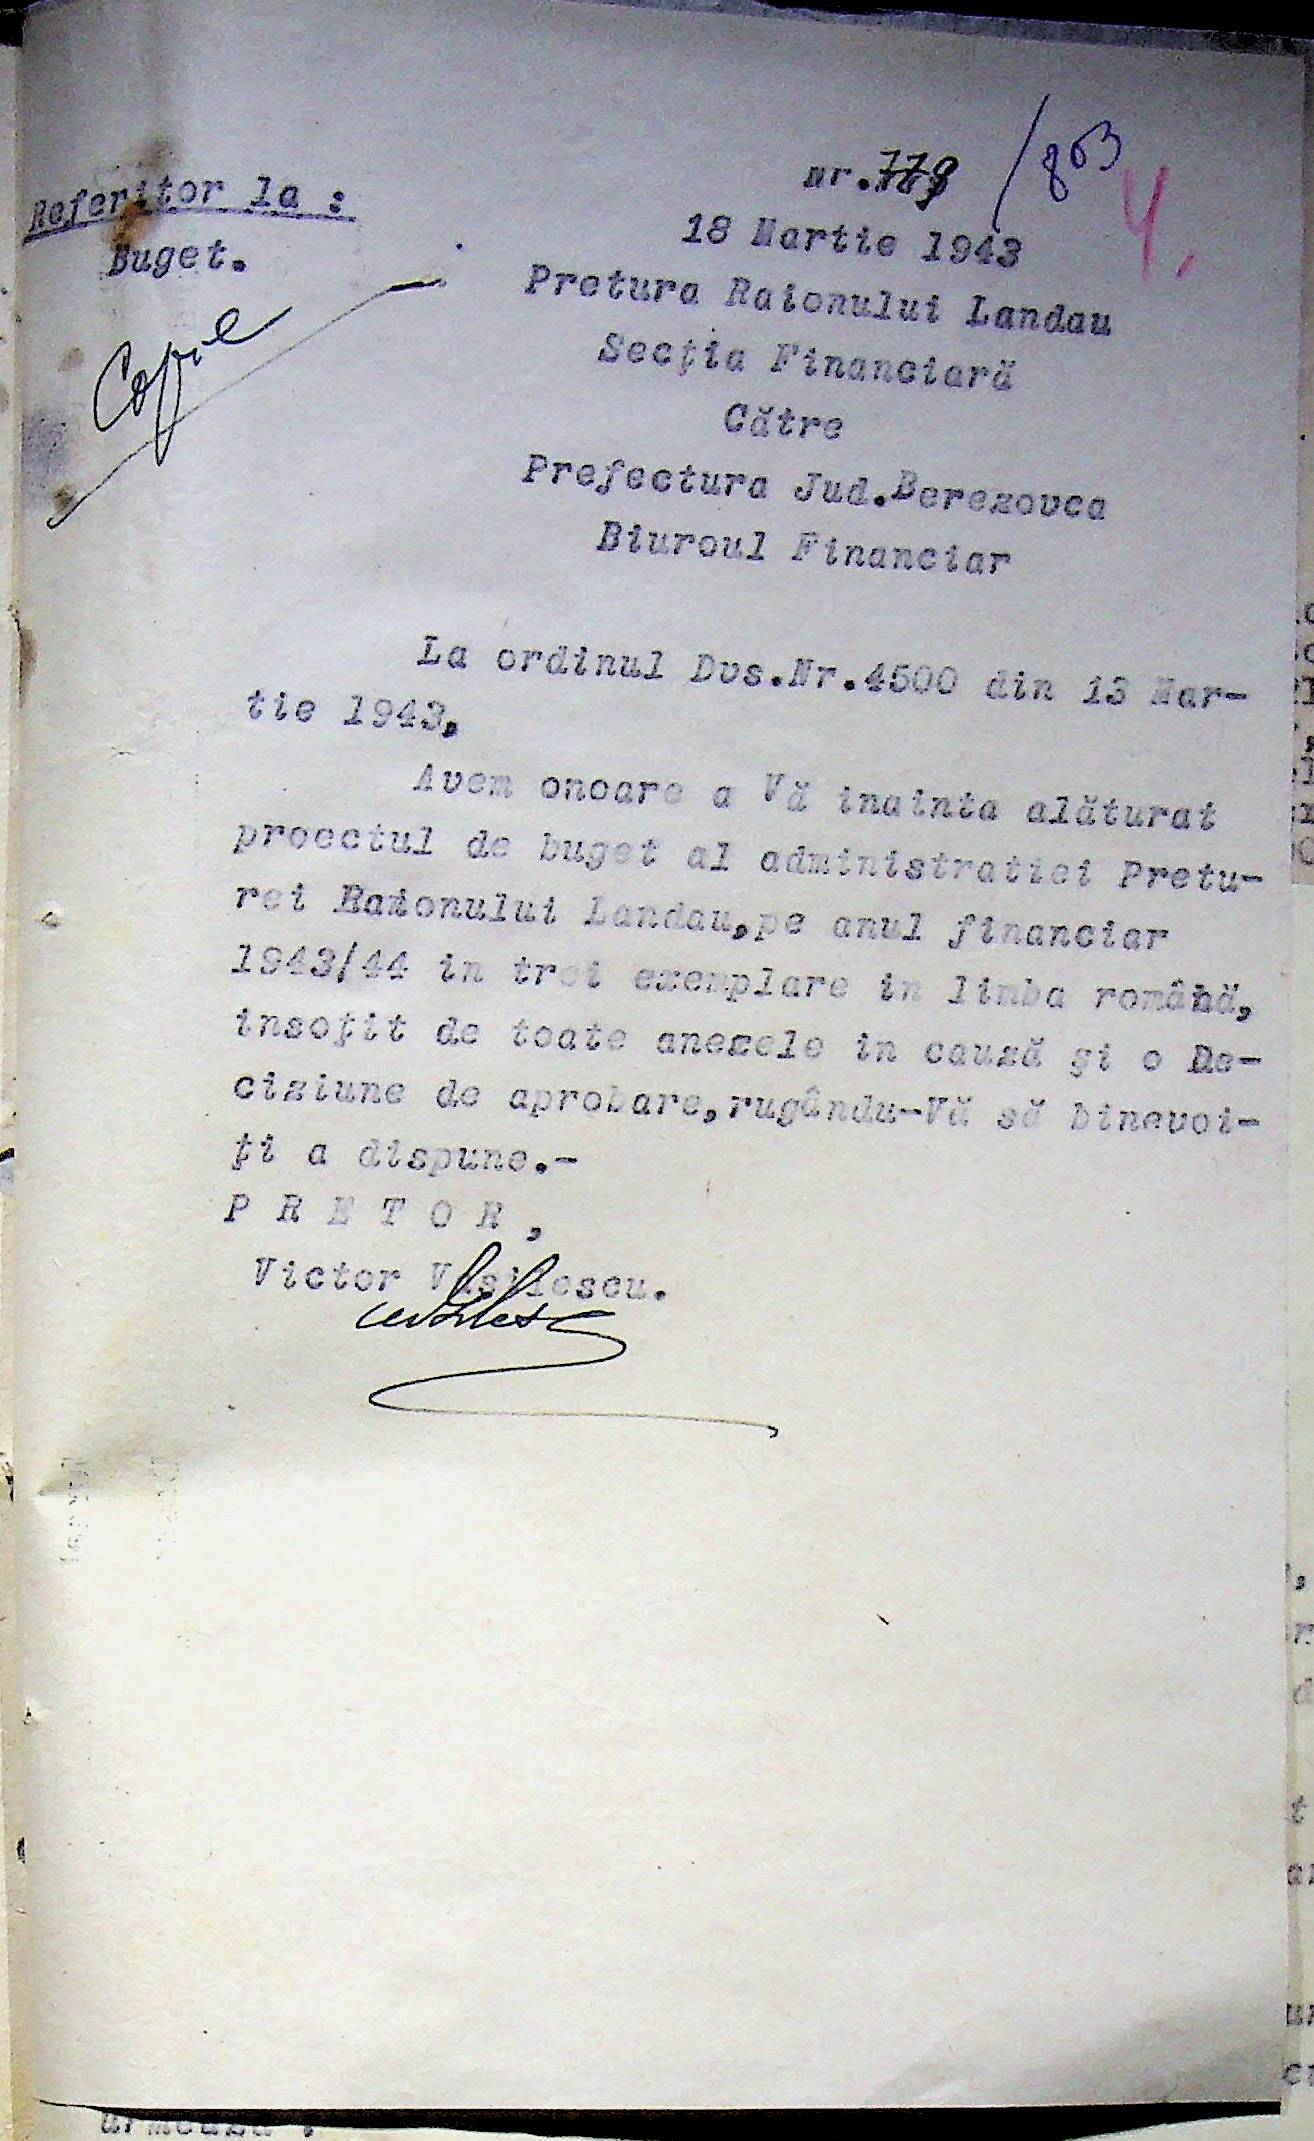 Nr.779 /803
4.
Referitor la :
Buget.
Copie
18 Martie 1943
Pretura Raionului Landau
Secţia Financiară
Către
Prefectura Jud.Berezovca
Biuroul Financiar
La ordinul Dvs.Nr.4500 din 13 Mar-
tie 1943,
Avem onoare a Vă inainta alăturat
proectul de buget al administratiei Pretu-
rei Raionului Landau,pe anul financiar
1943/44 in trei exemplare in limba română,
insoţit de toate anexele in cauză şi o De-
ciziune de aprobare,rugându-Vă să binevoi-
ţi a dispune.-
P R E T O R ,
Victor Vasilescu.